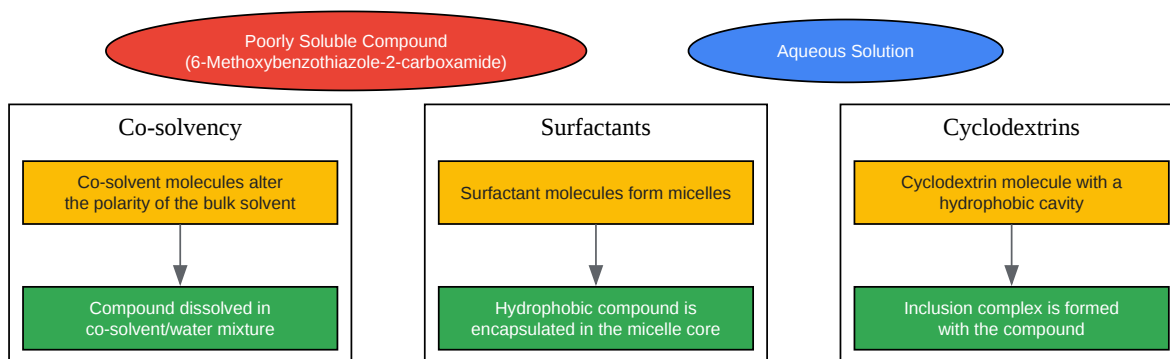 Poorly Soluble Compound
(6-Methoxybenzothiazole-2-carboxamide)
Aqueous Solution
Co-solvency
Co-solvent molecules alter
the polarity of the bulk solvent
Compound dissolved in
co-solvent/water mixture
Surfactants
Surfactant molecules form micelles
Hydrophobic compound is
encapsulated in the micelle core
Cyclodextrins
Cyclodextrin molecule with a
hydrophobic cavity
Inclusion complex is formed
with the compound